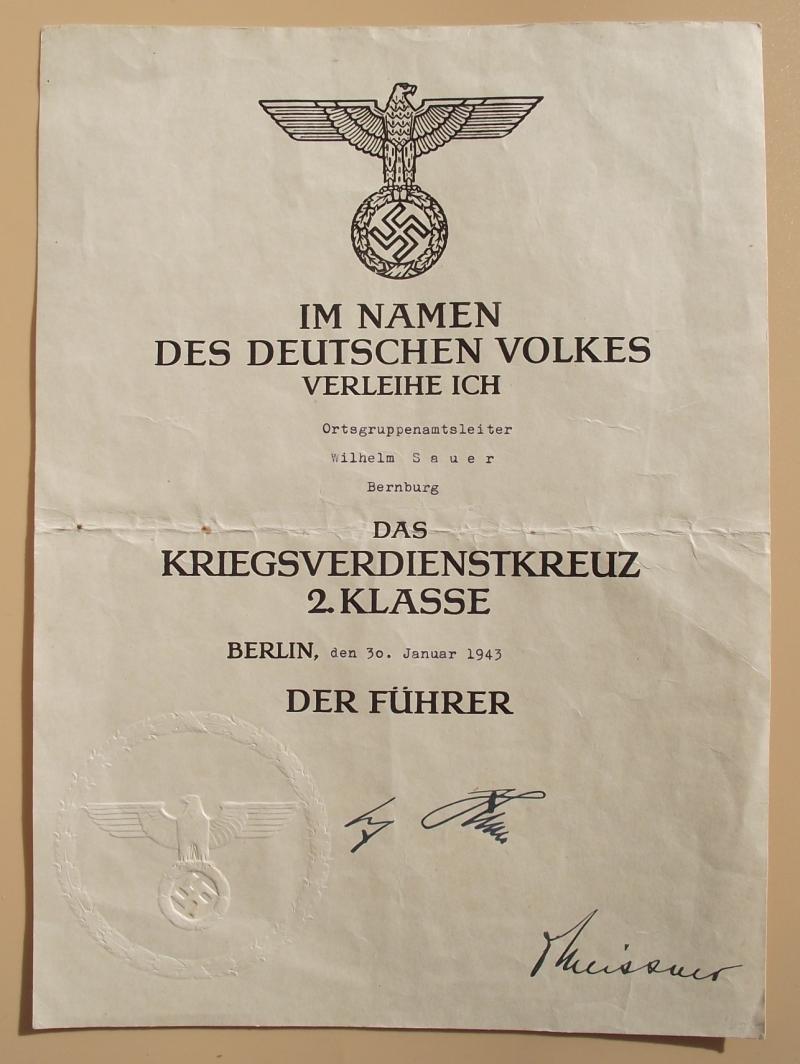 IM NAMEN
DES DEUTSCHEN VOLKES
VERLEIHE ICH
Ortsgruppenamtsleiter
Wilhelm S a u e r
Bernburg
DAS
KRIEGSVERDIENSTKREUZ
2. KLASSE
BERLIN, den 30. Januar 1943
DER FÜHRER
Meissner